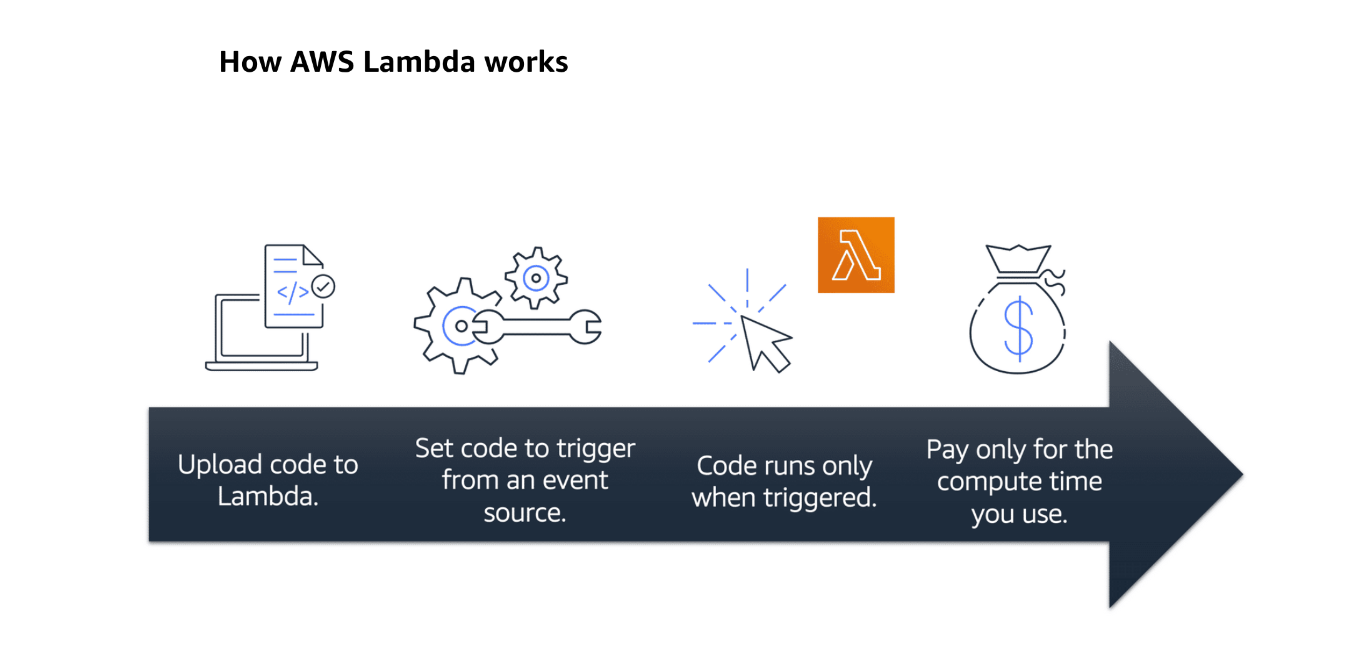 How AWS Lambda works
</>
$
Upload code to
Lambda.
Set code to trigger
from an event
source.
Code runs only
when triggered.
Pay only for the
compute time
you use.